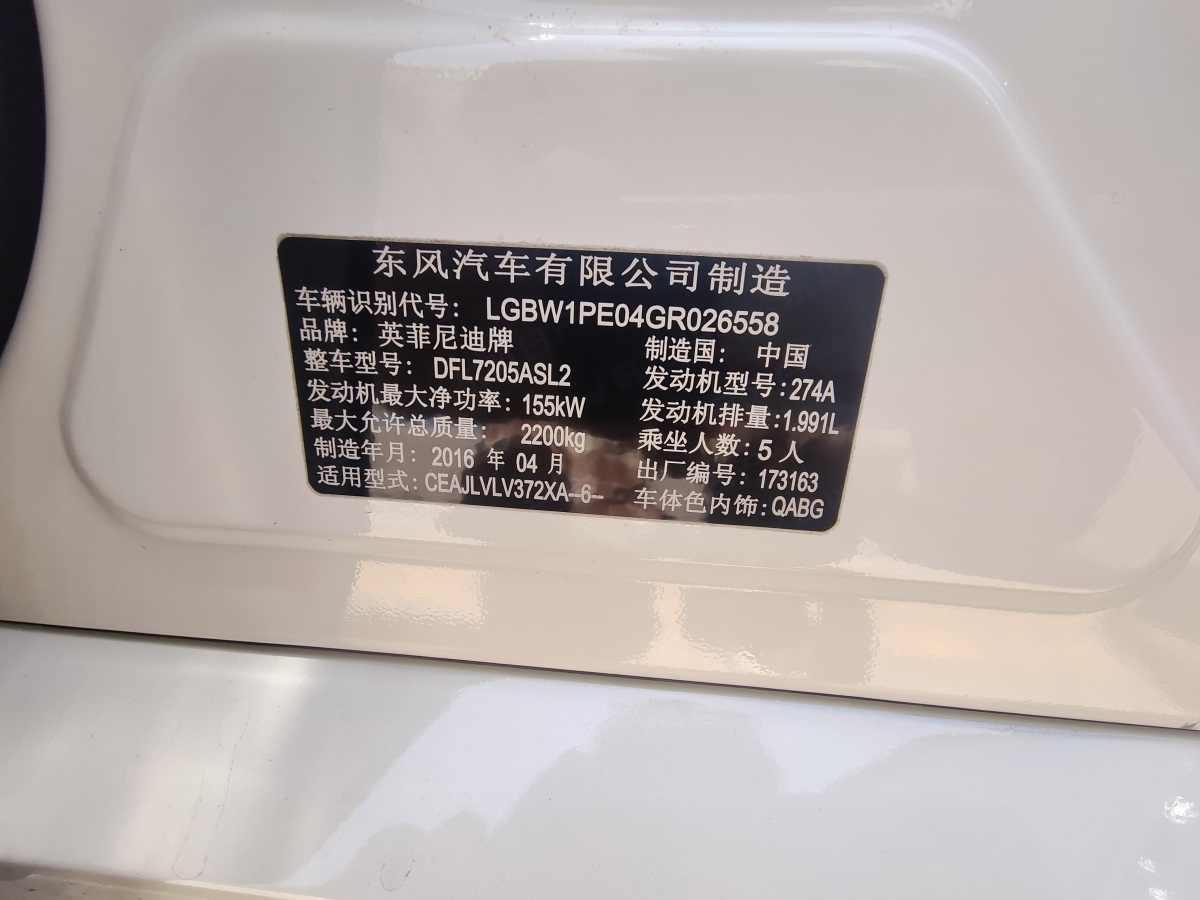 东风汽车有限公司制造
车辆识别代号: LGBW1PE04GR026558
品牌: 英菲尼迪牌 制造国: 中国
整车型号: DFL7205ASL2 发动机型号:274A
发动机最大净功率:155kW 发动机排量:1.991L
最大允许总质量: 2200kg 乘坐人数:5人
制造年月:2016 年 04 月 出厂编号: 173163
适用型式: CEAJLVLV372XA--6-- 车体色内饰:QABG